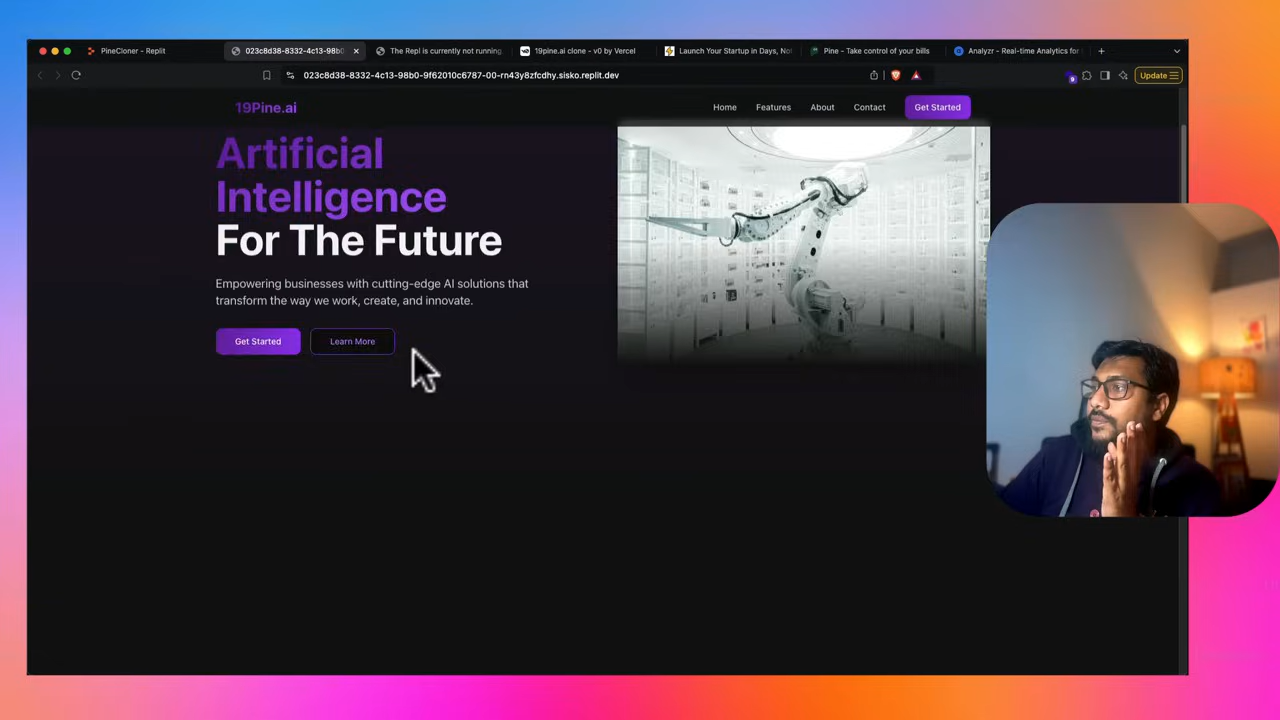 PineCloner - Replit
023c8d38-8332-4c13-98b0
The Repl is currently not running
19pine.ai clone - v0 by Vercel
Launch Your Startup in Days, Not
Pine - Take control of your bills
Analyzr - Real-time Analytics for
023c8d38-8332-4c13-98b0-9f62010c6787-00-rn43y8zfcdhy.sisko.replit.dev
9
Update
19Pine.ai
Home
Features
About
Contact
Get Started
Artificial
Intelligence
For The Future
Empowering businesses with cutting-edge AI solutions that
transform the way we work, create, and innovate.
Get Started
Learn More